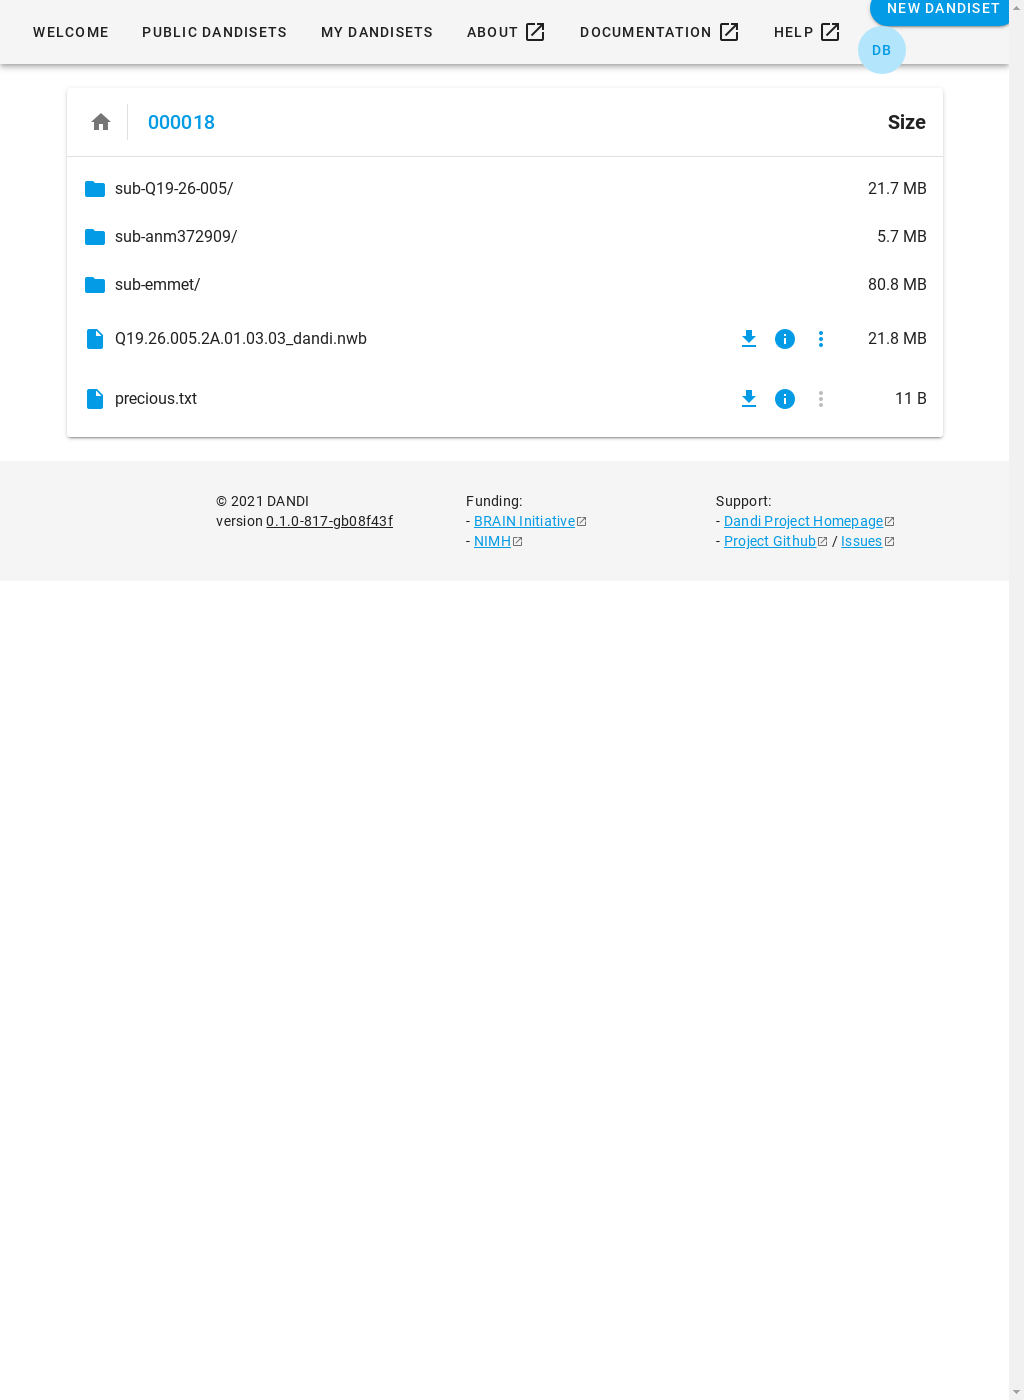 WELCOME PUBLIC DANDISETS MY DANDISETS ABOUT DOCUMENTATION HELP NEW DANDISET
DB
000018 Size
sub-Q19-26-005/ 21.7 MB
sub-anm372909/ 5.7 MB
sub-emmet/ 80.8 MB
Q19.26.005.2A.01.03.03_dandi.nwb 21.8 MB
precious.txt 11 B
© 2021 DANDI
version 0.1.0-817-gb08f43f
Funding:
- BRAIN Initiative
- NIMH
Support:
- Dandi Project Homepage
- Project Github / Issues